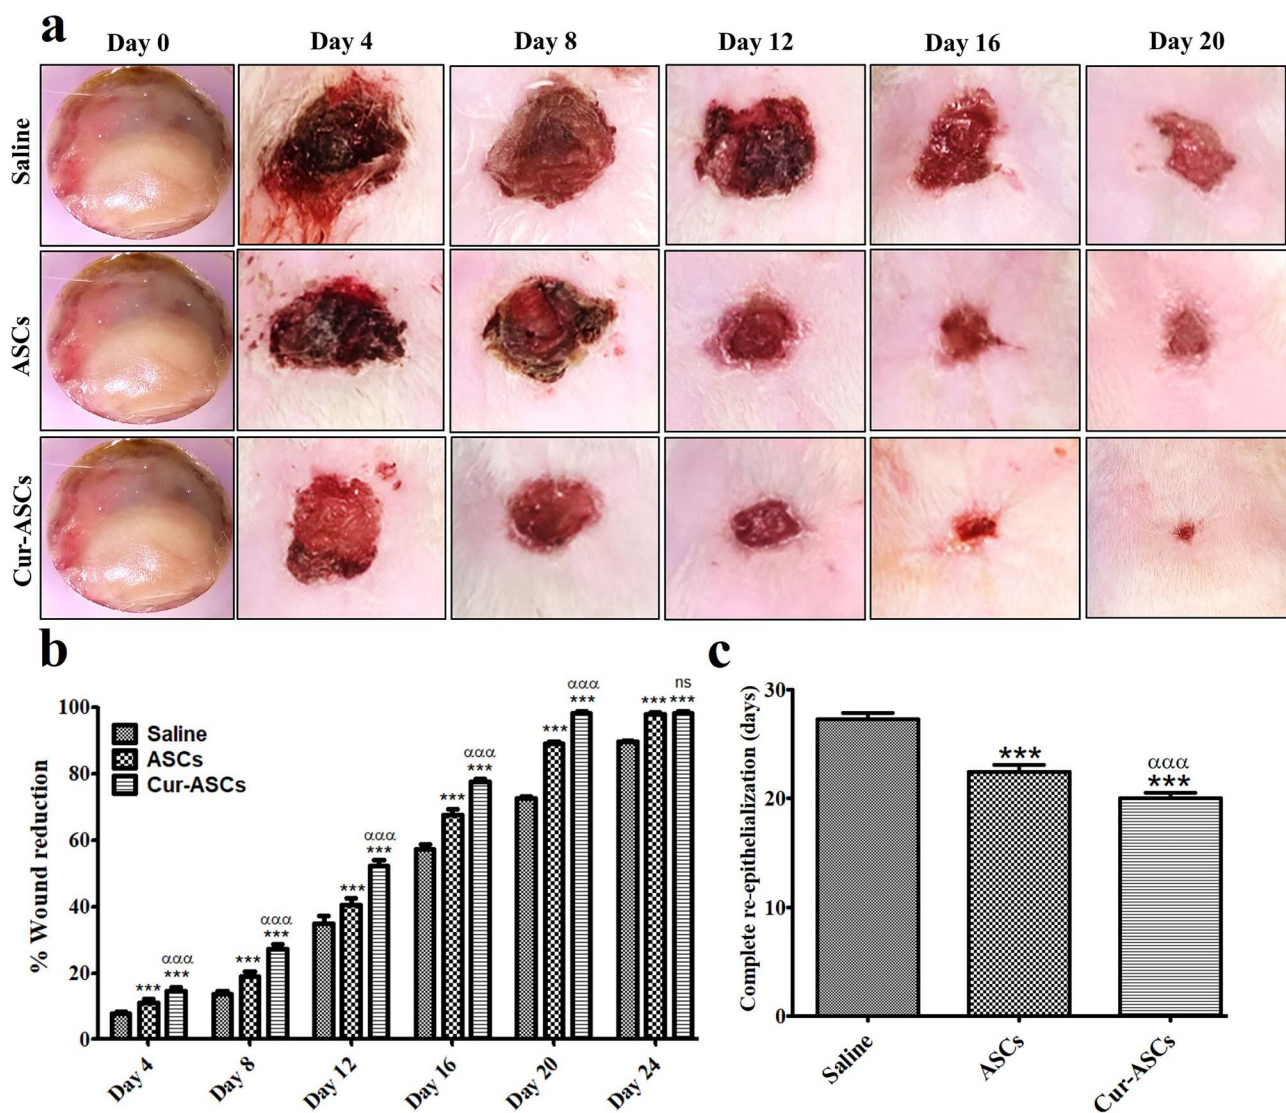 a
Day 0 Day 4 Day 8 Day 12 Day 16 Day 20
Saline
ASCs
Cur-ASCs
b
% Wound reduction
100
80
60
40
20
0
Saline
ASCs
Cur-ASCs
*** ααα ***
*** ααα ***
*** ααα ***
*** ααα ***
*** ααα ***
*** ns ***
Day 4 Day 8 Day 12 Day 16 Day 20 Day 24
c
Complete re-epithelialization (days)
30
20
10
0
***
ααα
***
Saline ASCs Cur-ASCs